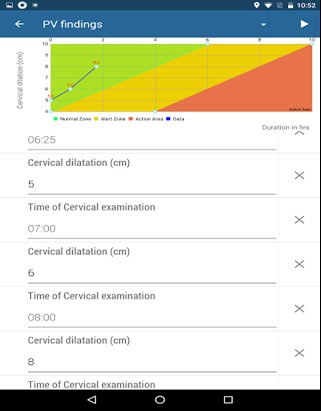 10:52
PV findings
Cervical dilation (cm)
10
9
8
7
6
5
4
0 2 4 6 8 10
Action Area
Normal Zone Alert Zone Action Area Data
Duration in hrs
06:25
Cervical dilatation (cm)
5
Time of Cervical examination
07:00
Cervical dilatation (cm)
6
Time of Cervical examination
08:00
Cervical dilatation (cm)
8
Time of Cervical examination